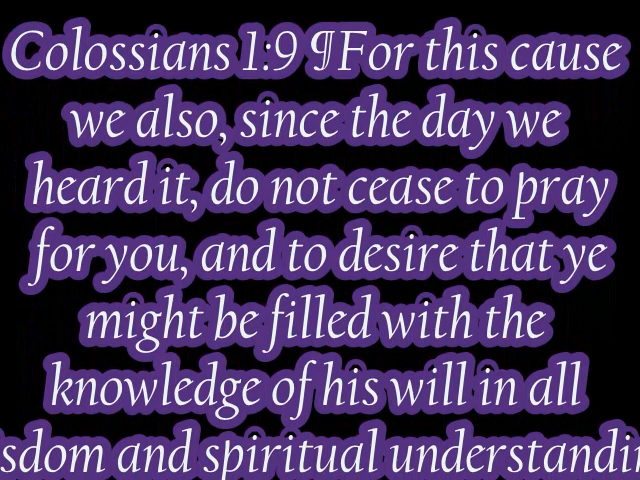 Colossians 1:9 ¶For this cause
we also, since the day we
heard it, do not cease to pray
for you, and to desire that ye
might be filled with the
knowledge of his will in all
sdom and spiritual understandi